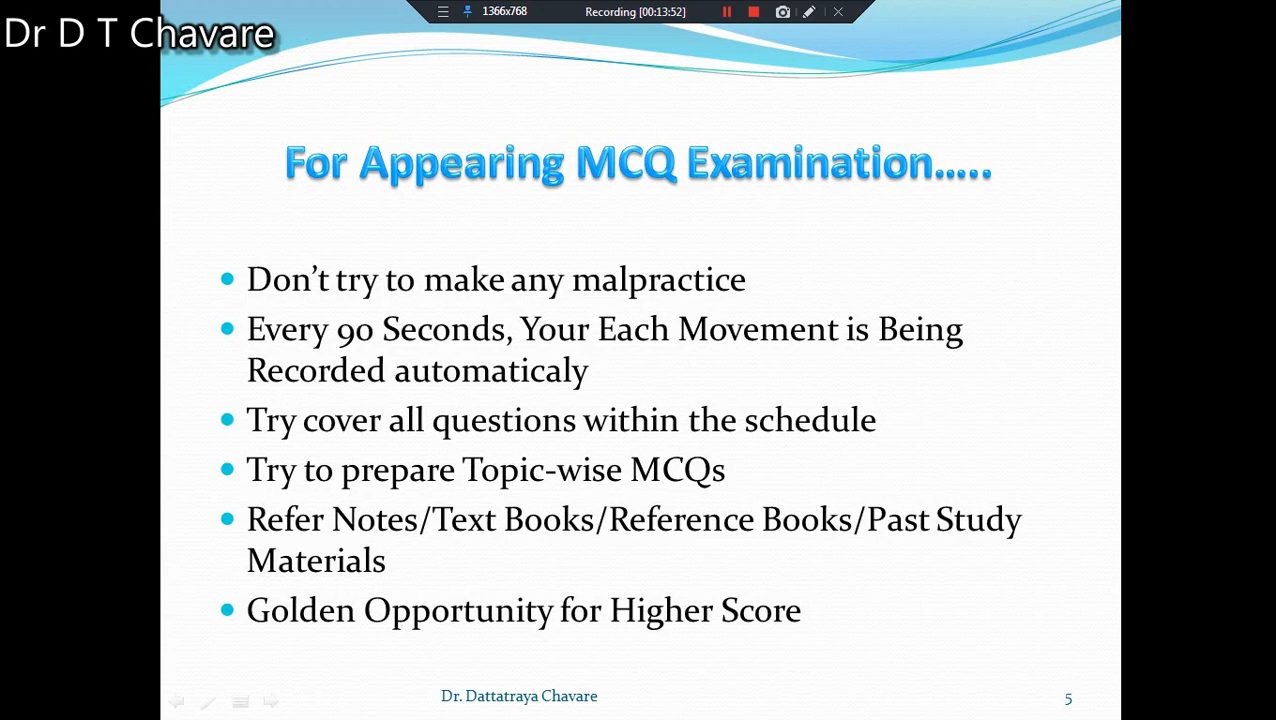 1366x768
Recording [00:13:52]
Dr D T Chavare
For Appearing MCQ Examination.....
• Don’t try to make any malpractice
• Every 90 Seconds, Your Each Movement is Being
Recorded automaticaly
• Try cover all questions within the schedule
• Try to prepare Topic-wise MCQs
• Refer Notes/Text Books/Reference Books/Past Study
Materials
• Golden Opportunity for Higher Score
Dr. Dattatraya Chavare
5